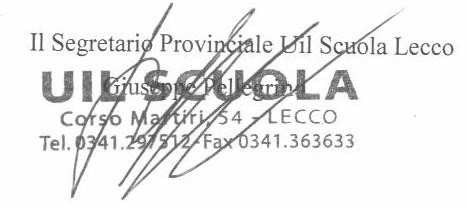 Il Segretario Provinciale Uil Scuola Lecco
UIL SCUOLA
Giuseppe Pellegrini
Corso Martiri, 54 - LECCO
Tel. 0341.297512-Fax 0341.363633